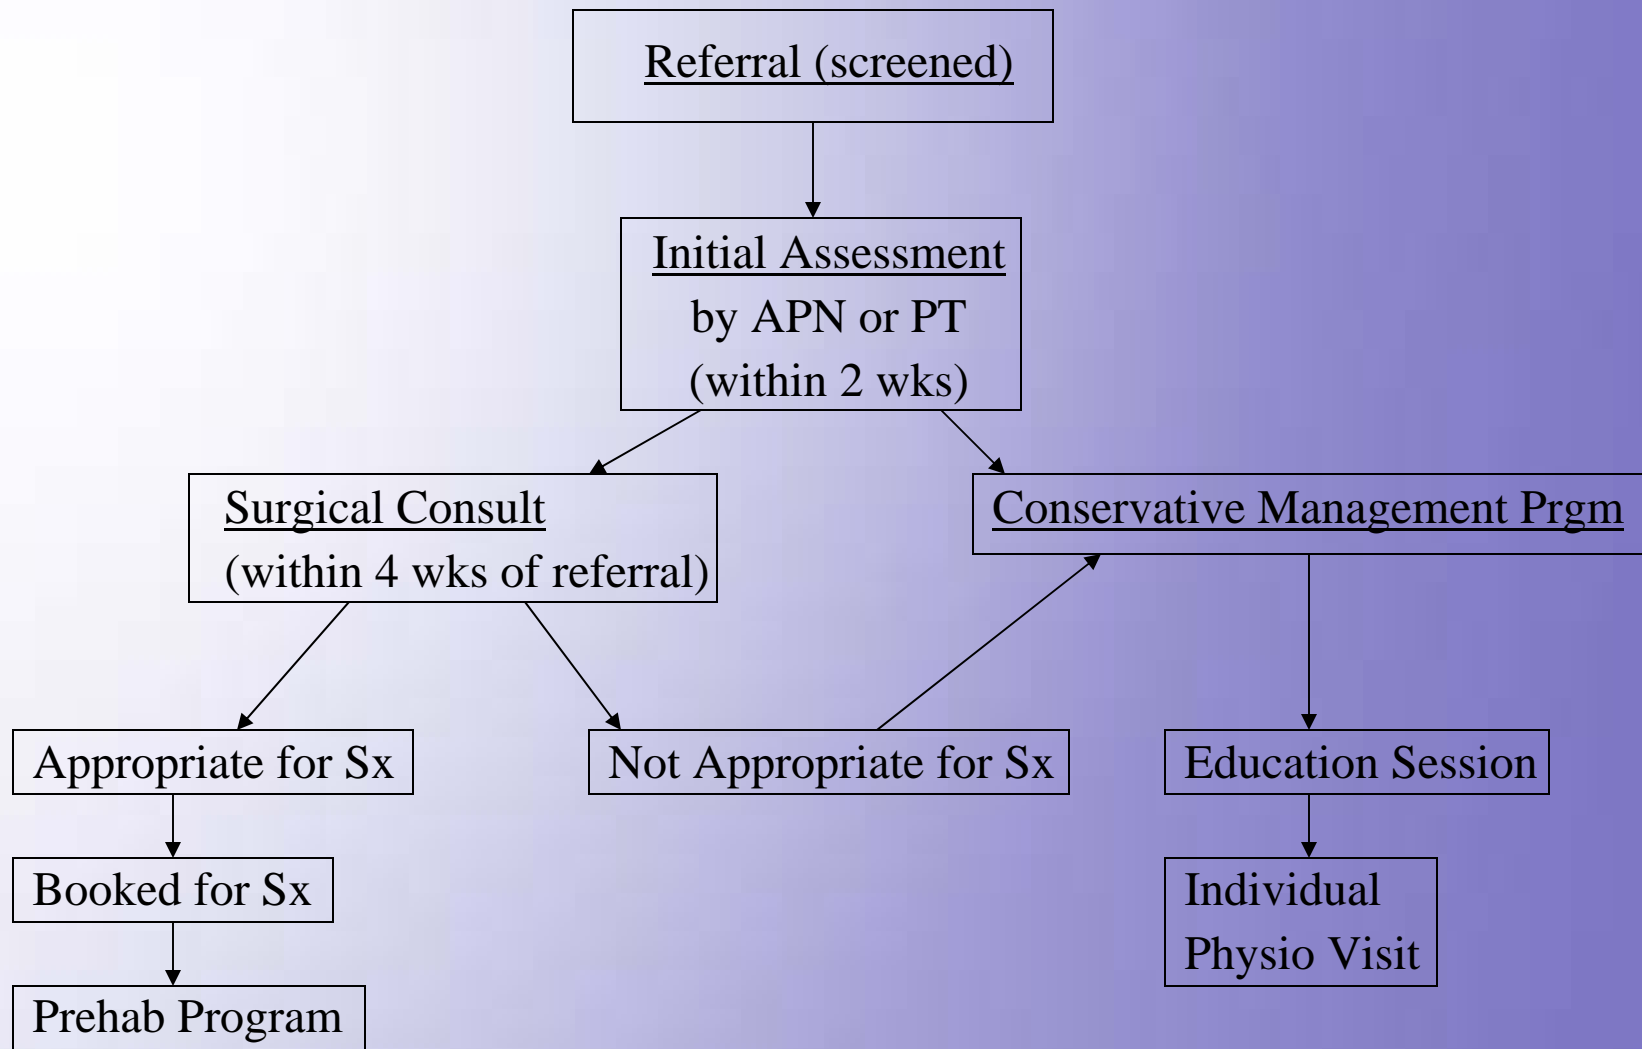 Referral (screened)
Initial Assessment
by APN or PT
(within 2 wks)
Surgical Consult
(within 4 wks of referral)
Conservative Management Prgm
Appropriate for Sx
Not Appropriate for Sx
Education Session
Booked for Sx
Individual
Physio Visit
Prehab Program